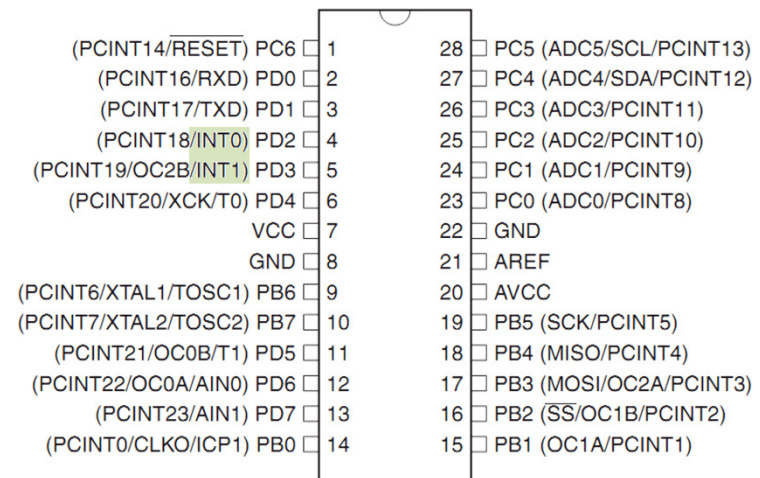 (PCINT14/RESET) PC6 1 28 PC5 (ADC5/SCL/PCINT13)
(PCINT16/RXD) PD0 2 27 PC4 (ADC4/SDA/PCINT12)
(PCINT17/TXD) PD1 3 26 PC3 (ADC3/PCINT11)
(PCINT18/INT0) PD2 4 25 PC2 (ADC2/PCINT10)
(PCINT19/OC2B/INT1) PD3 5 24 PC1 (ADC1/PCINT9)
(PCINT20/XCK/T0) PD4 6 23 PC0 (ADC0/PCINT8)
VCC 7 22 GND
GND 8 21 AREF
(PCINT6/XTAL1/TOSC1) PB6 9 20 AVCC
(PCINT7/XTAL2/TOSC2) PB7 10 19 PB5 (SCK/PCINT5)
(PCINT21/OC0B/T1) PD5 11 18 PB4 (MISO/PCINT4)
(PCINT22/OC0A/AIN0) PD6 12 17 PB3 (MOSI/OC2A/PCINT3)
(PCINT23/AIN1) PD7 13 16 PB2 (SS/OC1B/PCINT2)
(PCINT0/CLKO/ICP1) PB0 14 15 PB1 (OC1A/PCINT1)